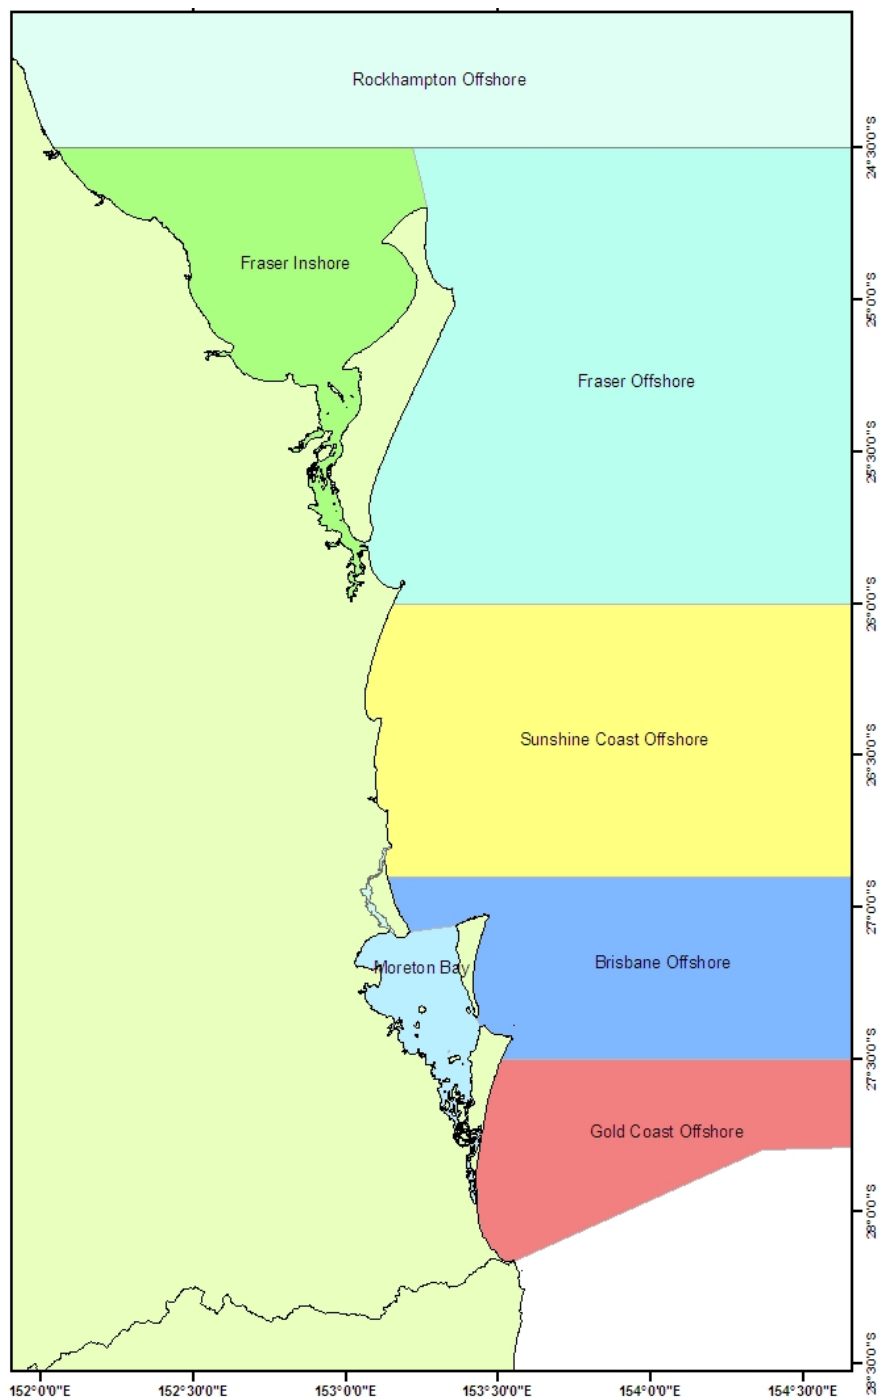 Rockhampton Offshore
24°30'0"S
Fraser Inshore
25°0'0"S
Fraser Offshore
25°30'0"S
26°0'0"S
Sunshine Coast Offshore
26°30'0"S
27°0'0"S
Moreton Bay
Brisbane Offshore
27°30'0"S
Gold Coast Offshore
28°0'0"S
28°30'0"S
152°0'0"E
152°30'0"E
153°0'0"E
153°30'0"E
154°0'0"E
154°30'0"E